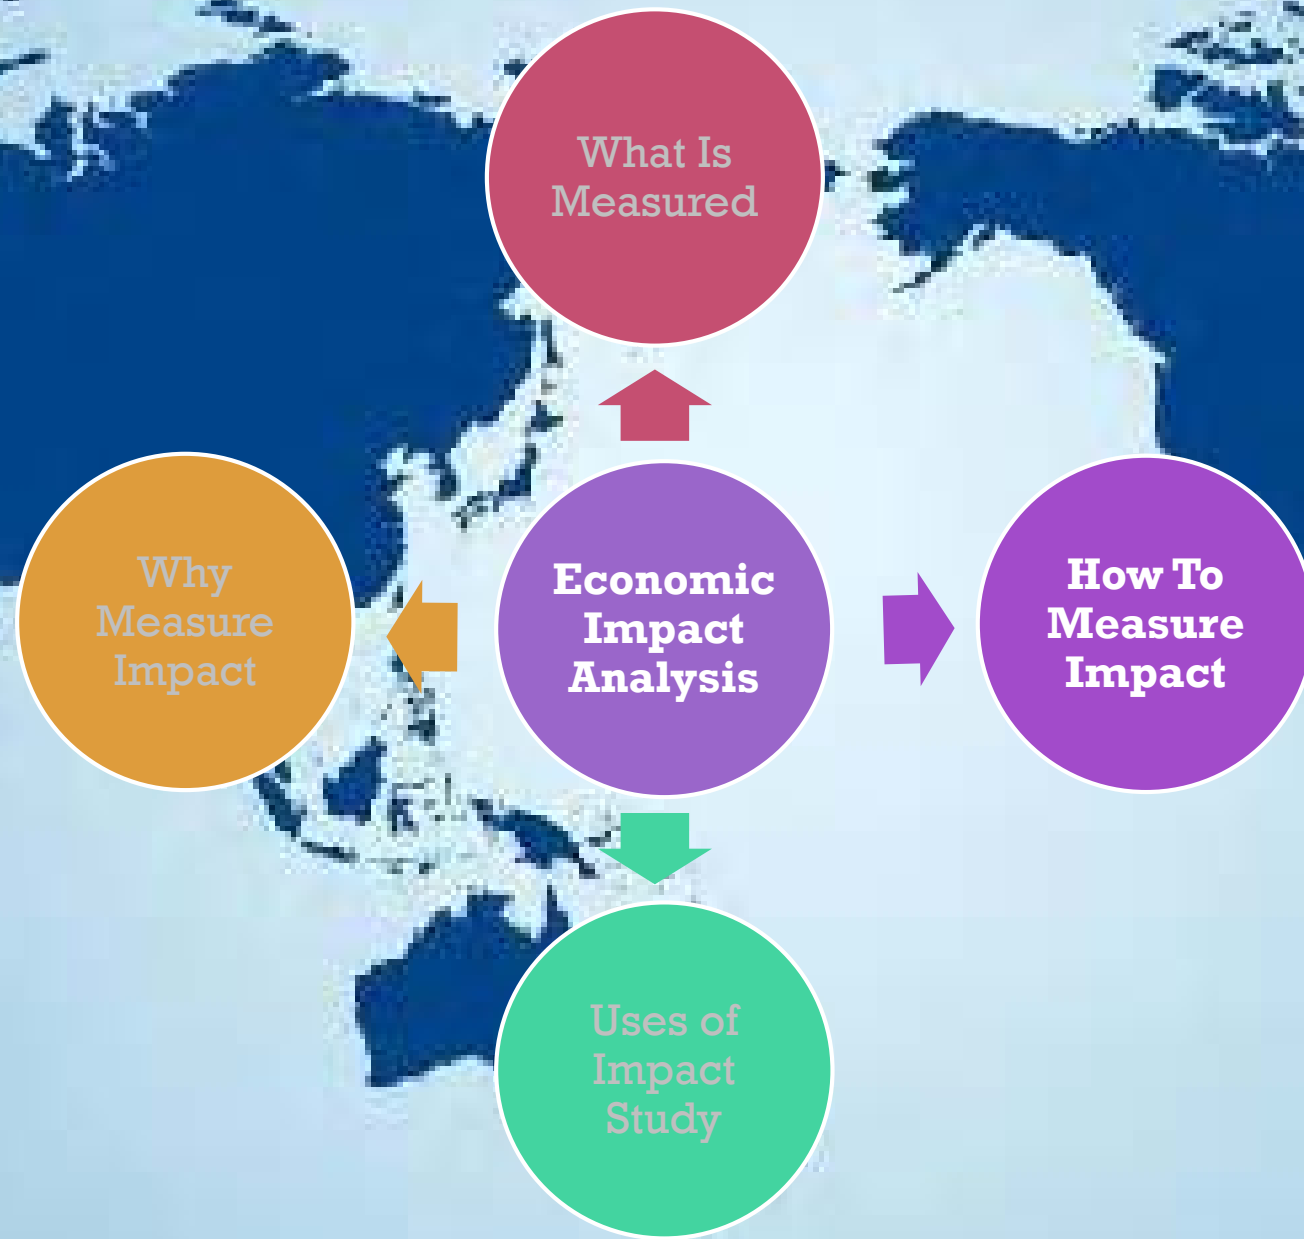 What Is
Measured
Why
Measure
Impact
Economic
Impact
Analysis
How To
Measure
Impact
Uses of
Impact
Study